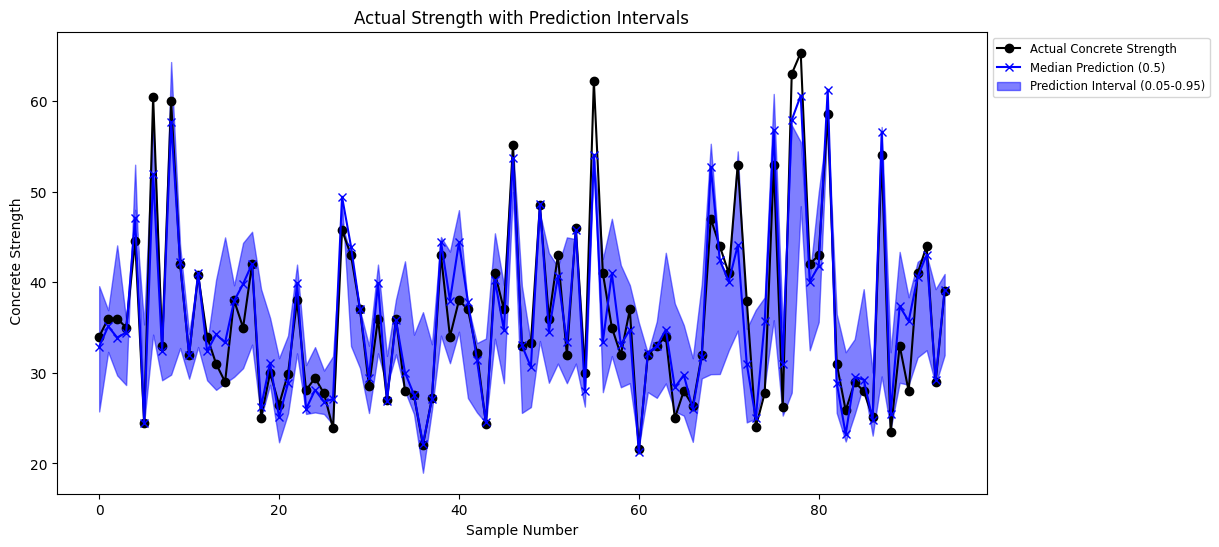 Actual Strength with Prediction Intervals
Actual Concrete Strength
Median Prediction (0.5)
Prediction Interval (0.05-0.95)
Concrete Strength
60
50
40
30
20
0
20
40
60
80
Sample Number